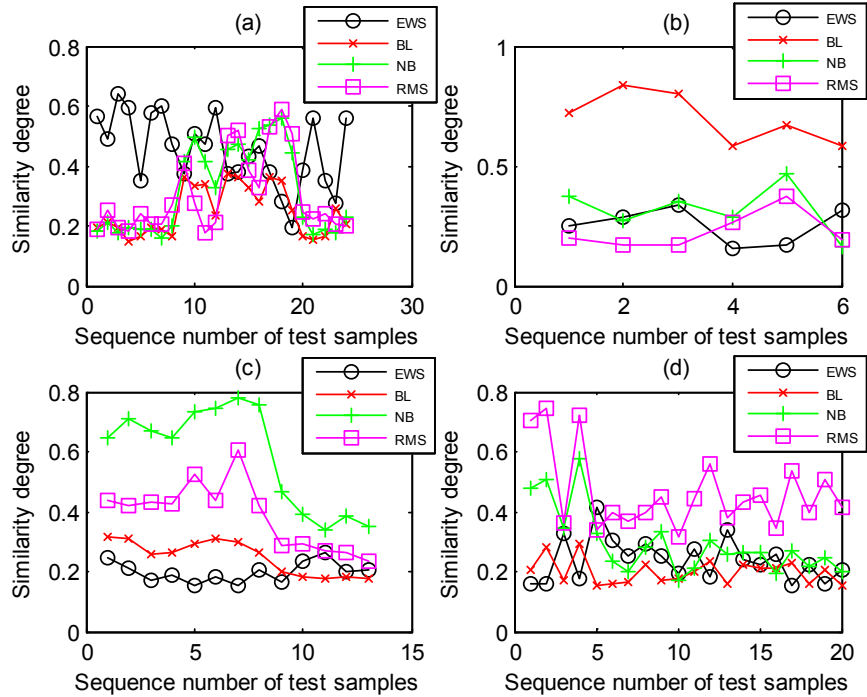 (a)
EWS
BL
NB
RMS
0.8
0.6
0.4
0.2
0
0 10 20 30
Similarity degree
Sequence number of test samples
(b)
EWS
BL
NB
RMS
1
0.5
0
0 2 4 6
Similarity degree
Sequence number of test samples
(c)
EWS
BL
NB
RMS
0.8
0.6
0.4
0.2
0
0 5 10 15
Similarity degree
Sequence number of test samples
(d)
EWS
BL
NB
RMS
0.8
0.6
0.4
0.2
0
0 5 10 15 20
Similarity degree
Sequence number of test samples